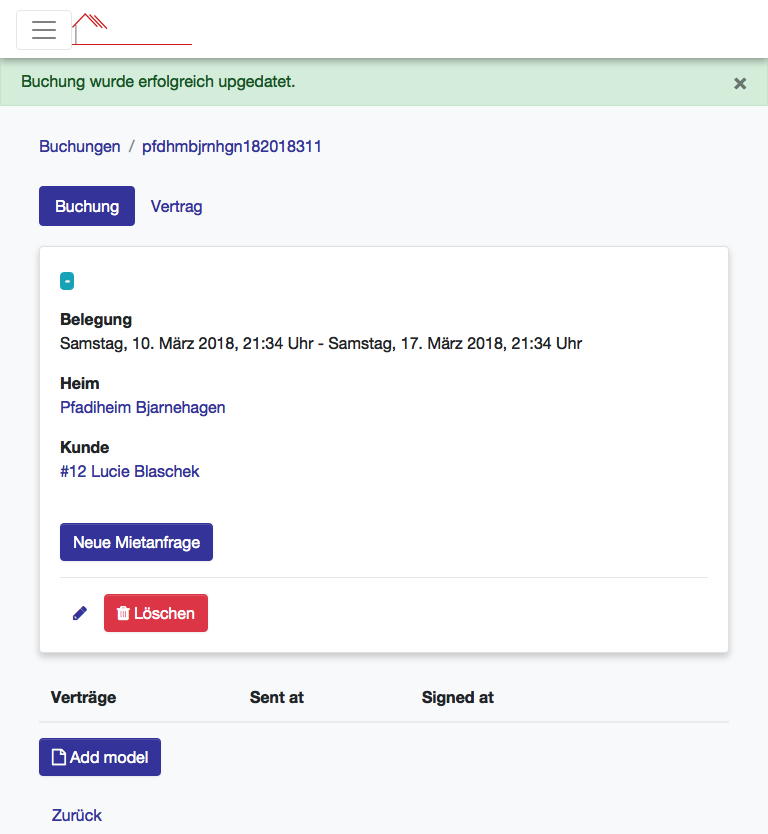 Buchung wurde erfolgreich upgedatet. ×
Buchungen / pfdhmbjrnhgn182018311
Buchung Vertrag
-
Belegung
Samstag, 10. März 2018, 21:34 Uhr - Samstag, 17. März 2018, 21:34 Uhr
Heim
Pfadiheim Bjarnehagen
Kunde
#12 Lucie Blaschek
Neue Mietanfrage
Löschen
Verträge Sent at Signed at
Add model
Zurück